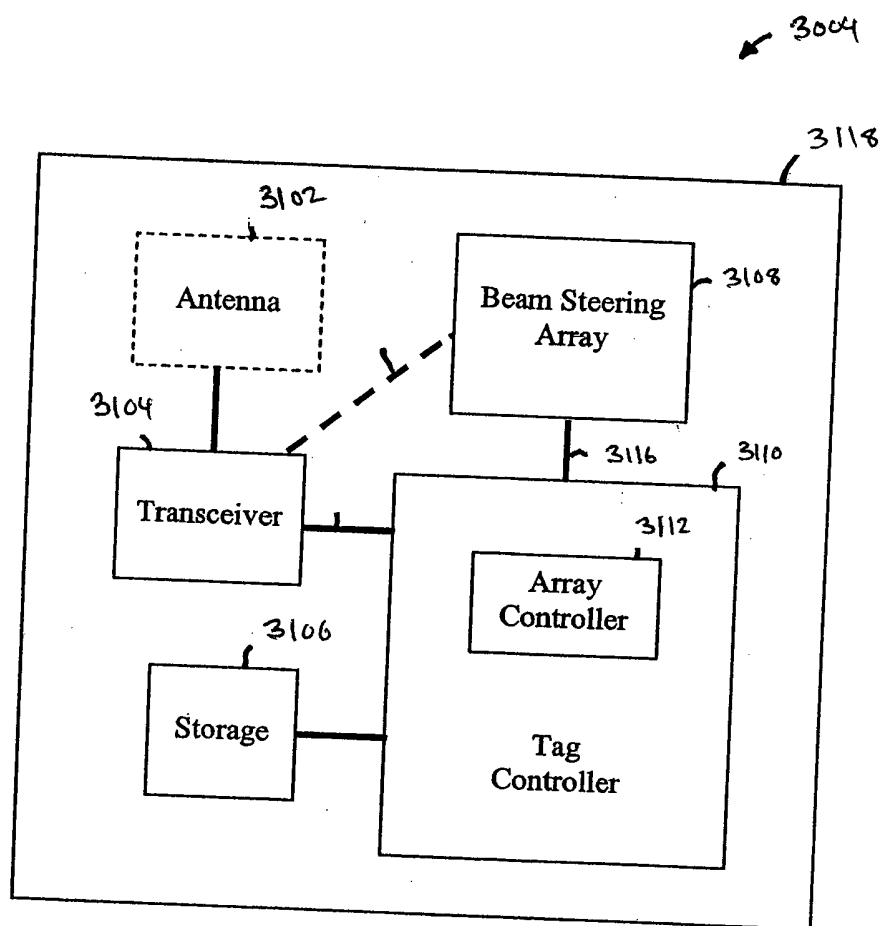 3004
3118
3102
Antenna
Beam Steering
Array
3108
3104
Transceiver
3116
3110
3112
Array
Controller
3106
Storage
Tag
Controller